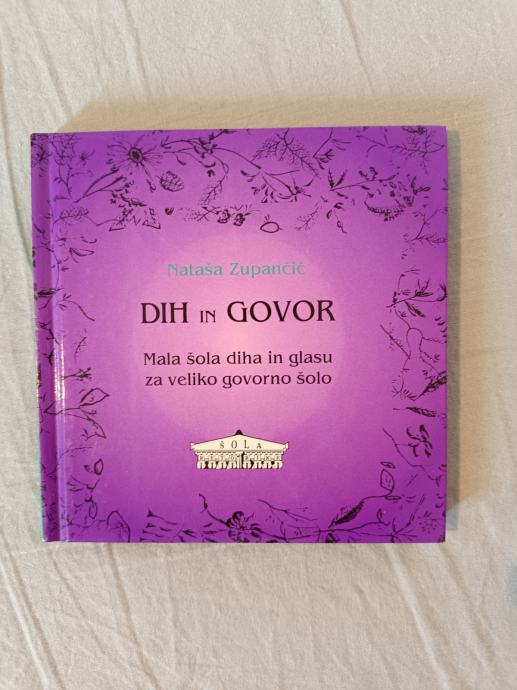 Nataša Zupančič
DIH IN GOVOR
Mala šola diha in glasu
za veliko govorno šolo
ŠOLA